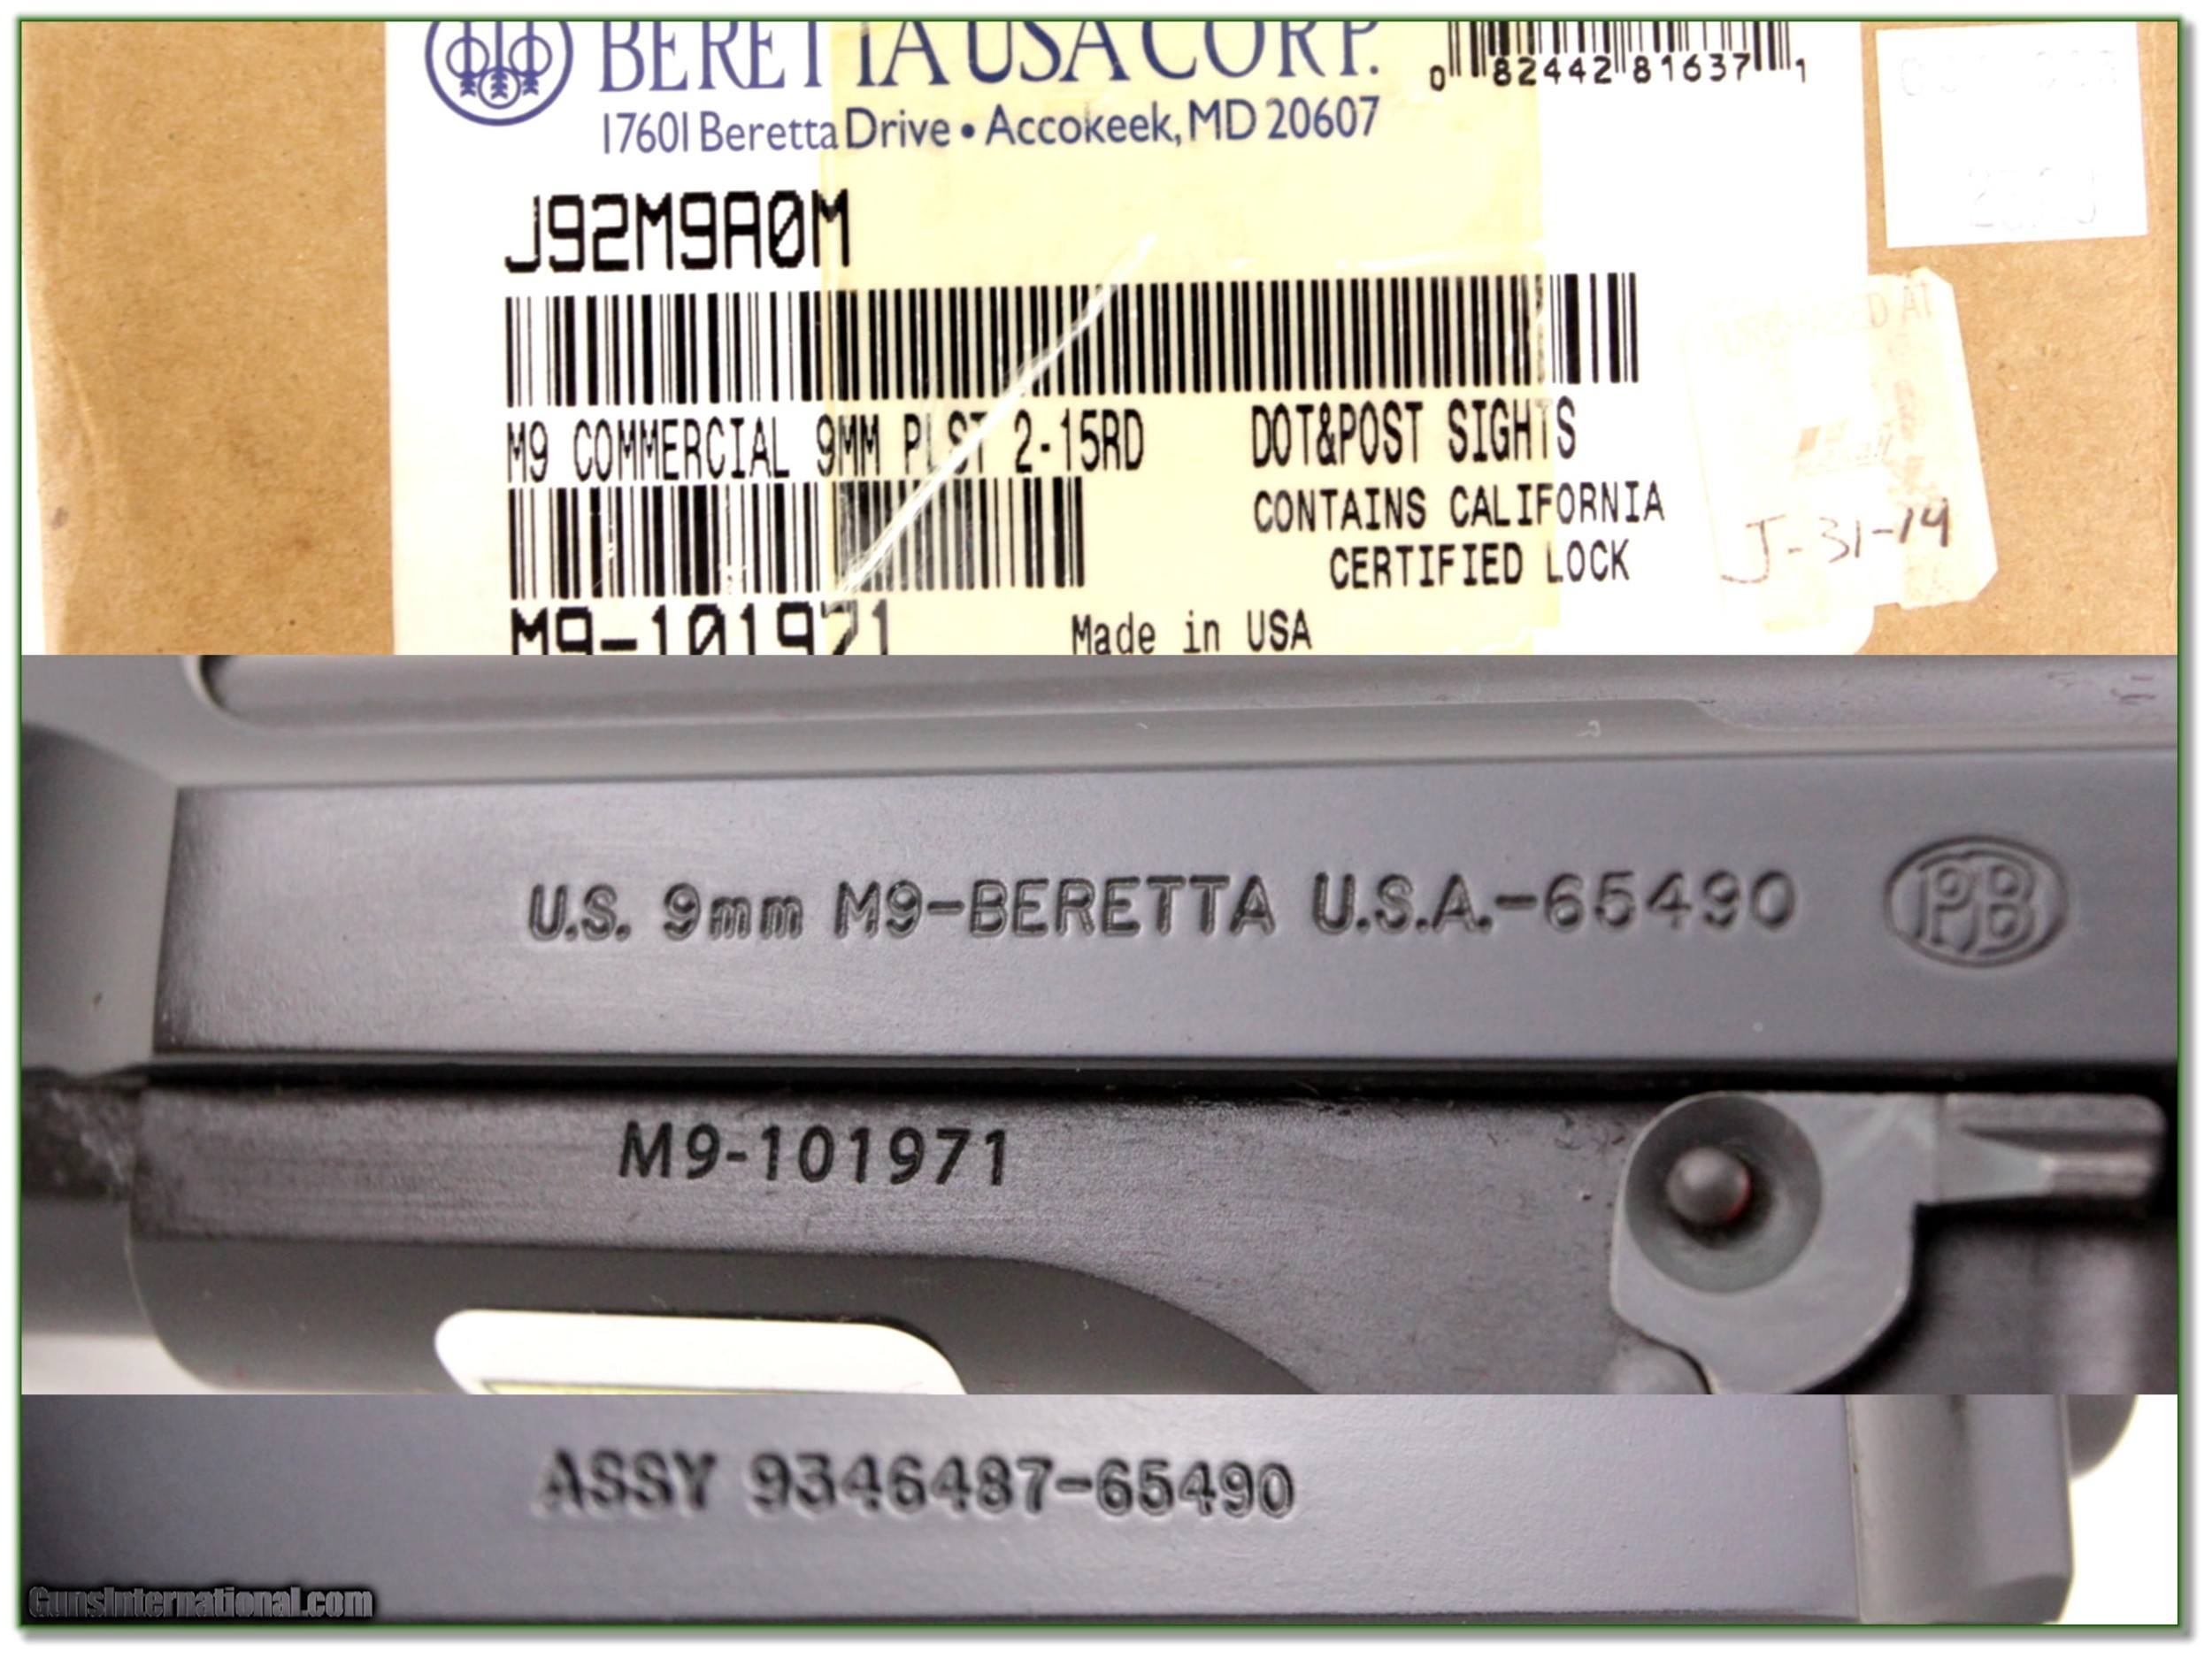 BERETTA USA CORP.
17601 Beretta Drive • Accokeek, MD 20607
0 82442 81637 1
J92M9A0M
M9 COMMERCIAL 9MM PLST 2-15RD
DOT&POST SIGHTS
CONTAINS CALIFORNIA
CERTIFIED LOCK
J-31-14
M9-101971
Made in USA
U.S. 9mm M9-BERETTA U.S.A.-65490
PB
M9-101971
ASSY 9346487-65490
GunsInternational.com